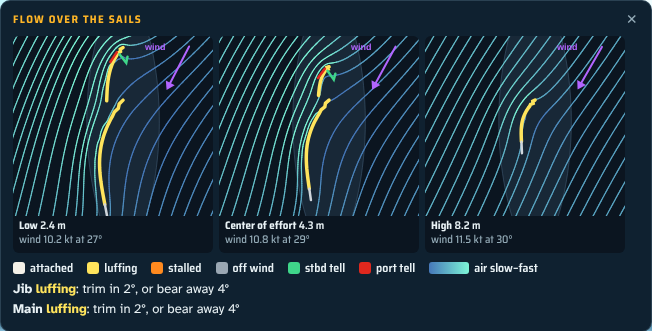 FLOW OVER THE SAILS
×
wind
wind
wind
Low 2.4 m
wind 10.2 kt at 27°
Center of effort 4.3 m
wind 10.8 kt at 29°
High 8.2 m
wind 11.5 kt at 30°
attached luffing stalled off wind stbd tell port tell air slow–fast
Jib luffing: trim in 2°, or bear away 4°
Main luffing: trim in 2°, or bear away 4°